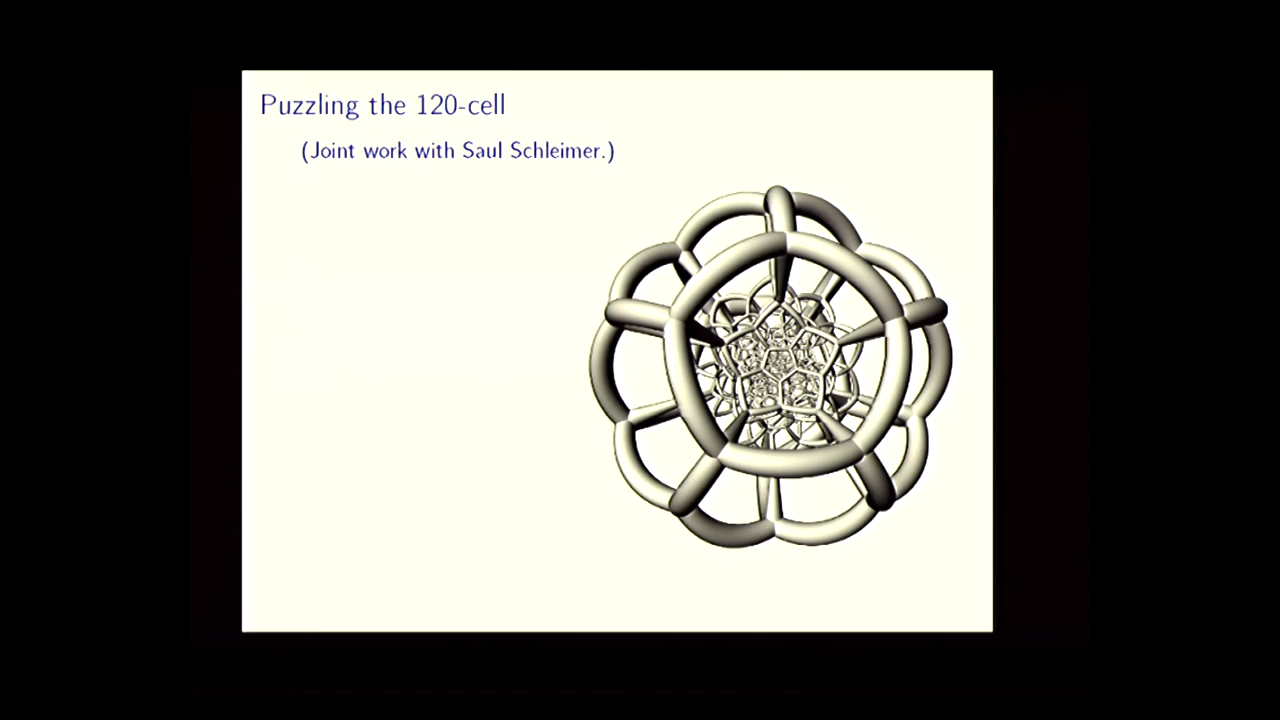 Puzzling the 120-cell
(Joint work with Saul Schleimer.)